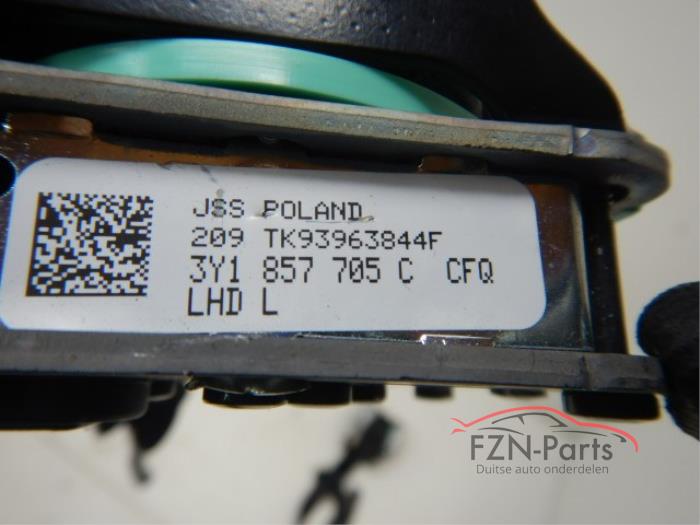 JSS POLAND
209 TK93963844F
3Y1 857 705 C CFQ
LHD L
FZN-Parts
Duitse auto onderdelen